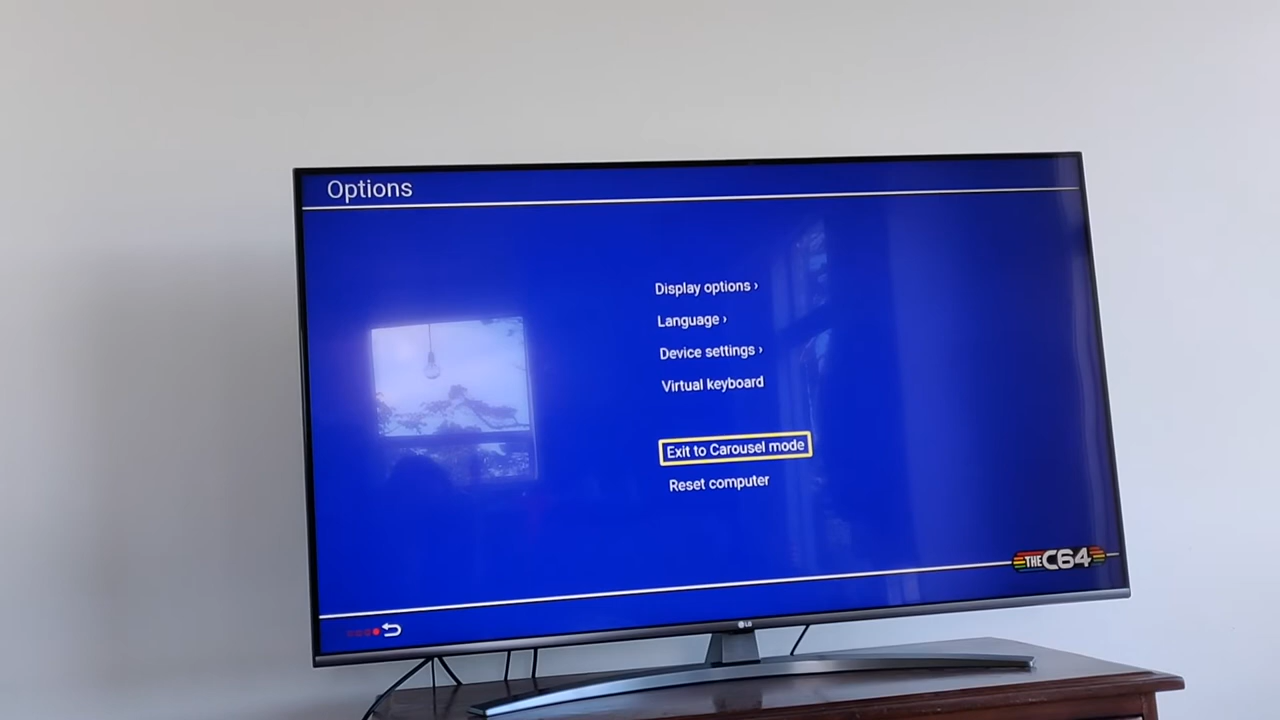 Options
Display options ›
Language ›
Device settings ›
Virtual keyboard
Exit to Carousel mode
Reset computer
THEC64
LG